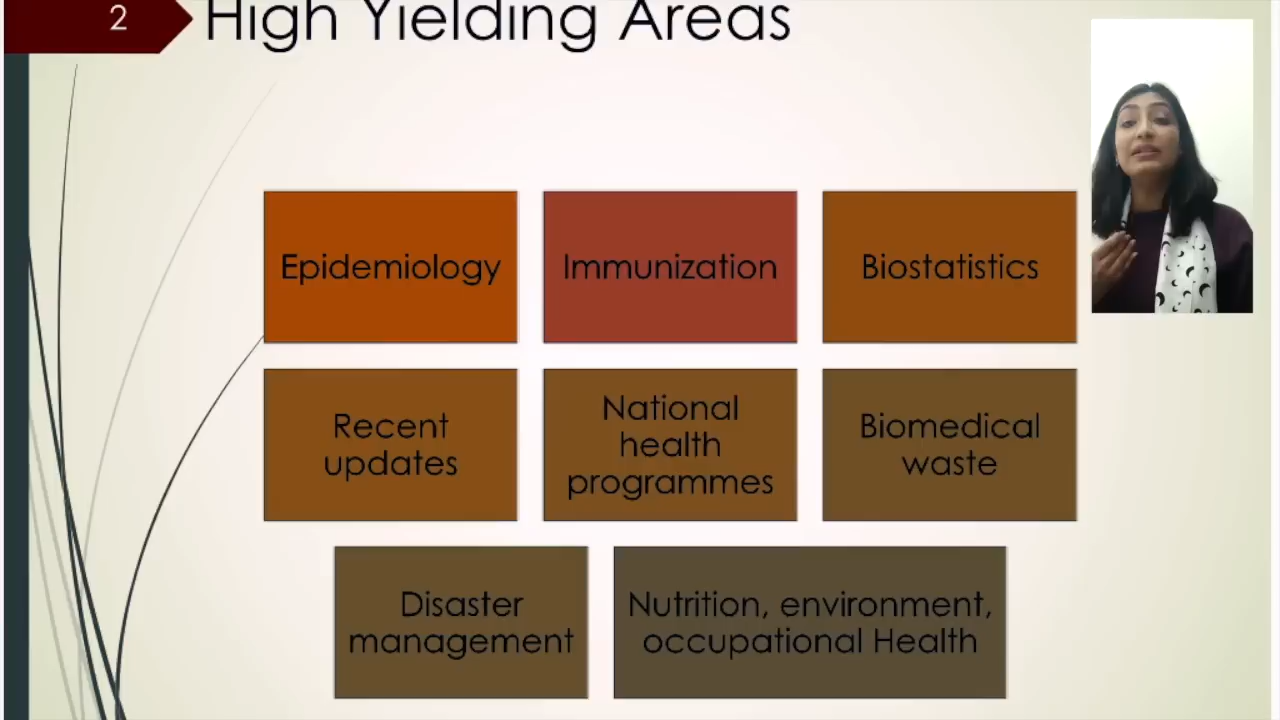 2
High Yielding Areas
Epidemiology
Immunization
Biostatistics
Recent
updates
National
health
programmes
Biomedical
waste
Disaster
management
Nutrition, environment,
occupational Health